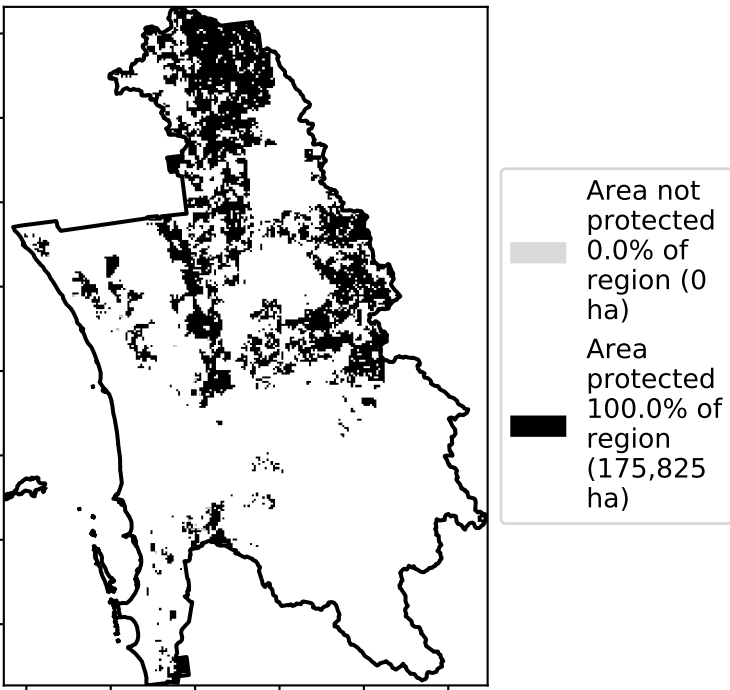 Area not
protected
0.0% of
region (0
ha)
Area
protected
100.0% of
region
(175,825
ha)